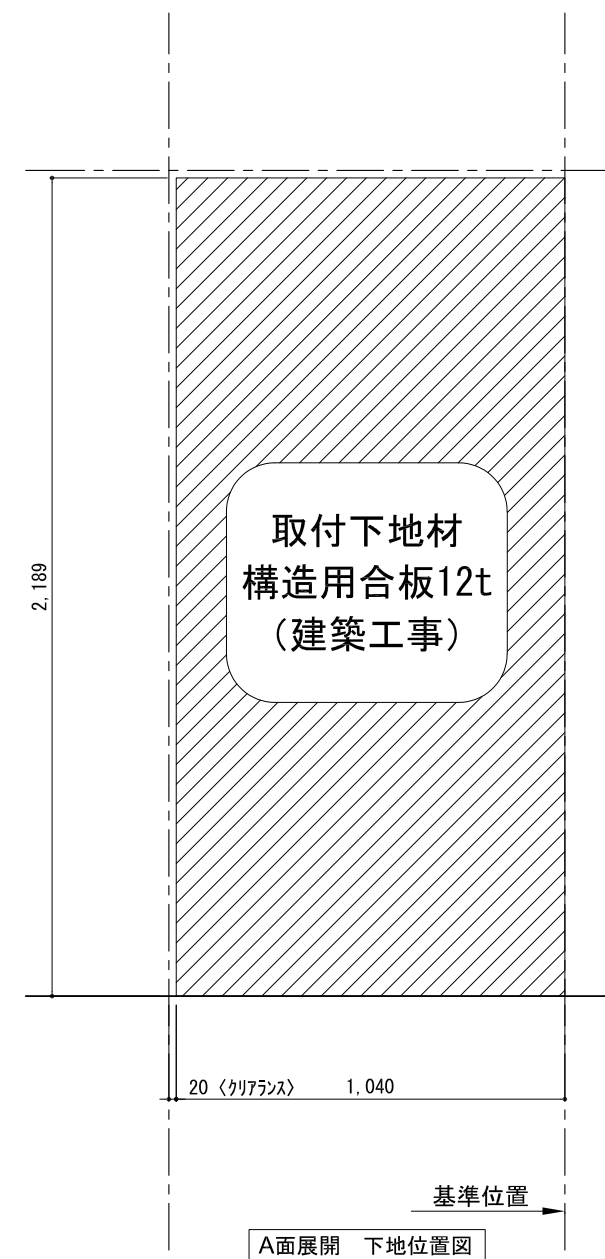 取付下地材
構造用合板12t
(建築工事)
2,189
20 〈クリアランス〉 1,040
基準位置
A面展開 下地位置図